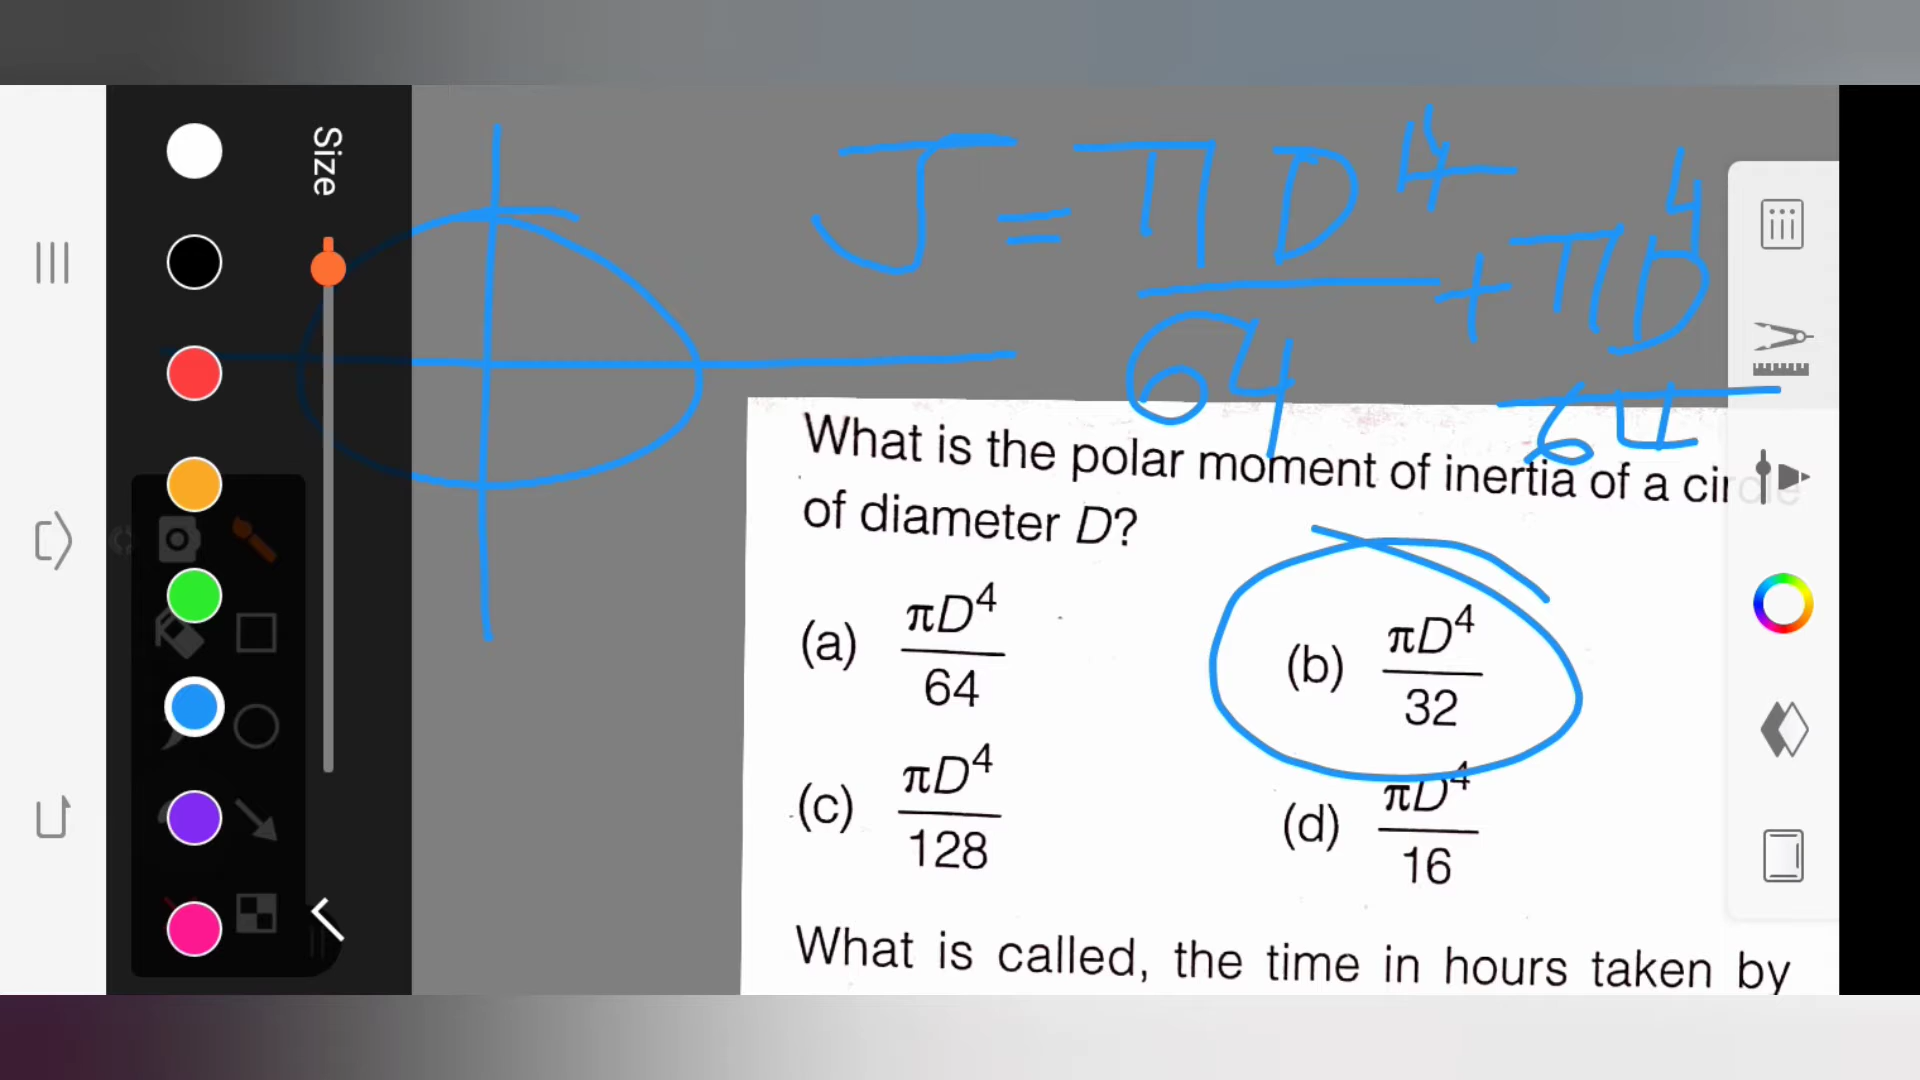 Size
J = πD⁴/64 + πD⁴/64
What is the polar moment of inertia of a circle
of diameter D?
(a) πD⁴/64
(b) πD⁴/32
(c) πD⁴/128
(d) πD⁴/16
What is called, the time in hours taken by